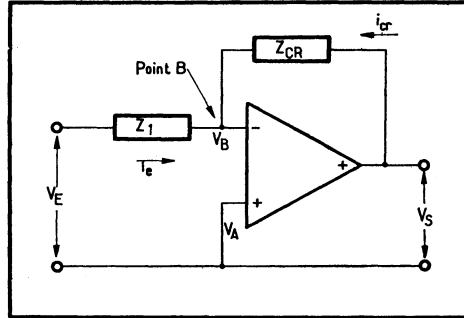 i_cr
Z_CR
Point B
Z_1
−
V_B
I_e
+
V_E
+
V_A
V_S